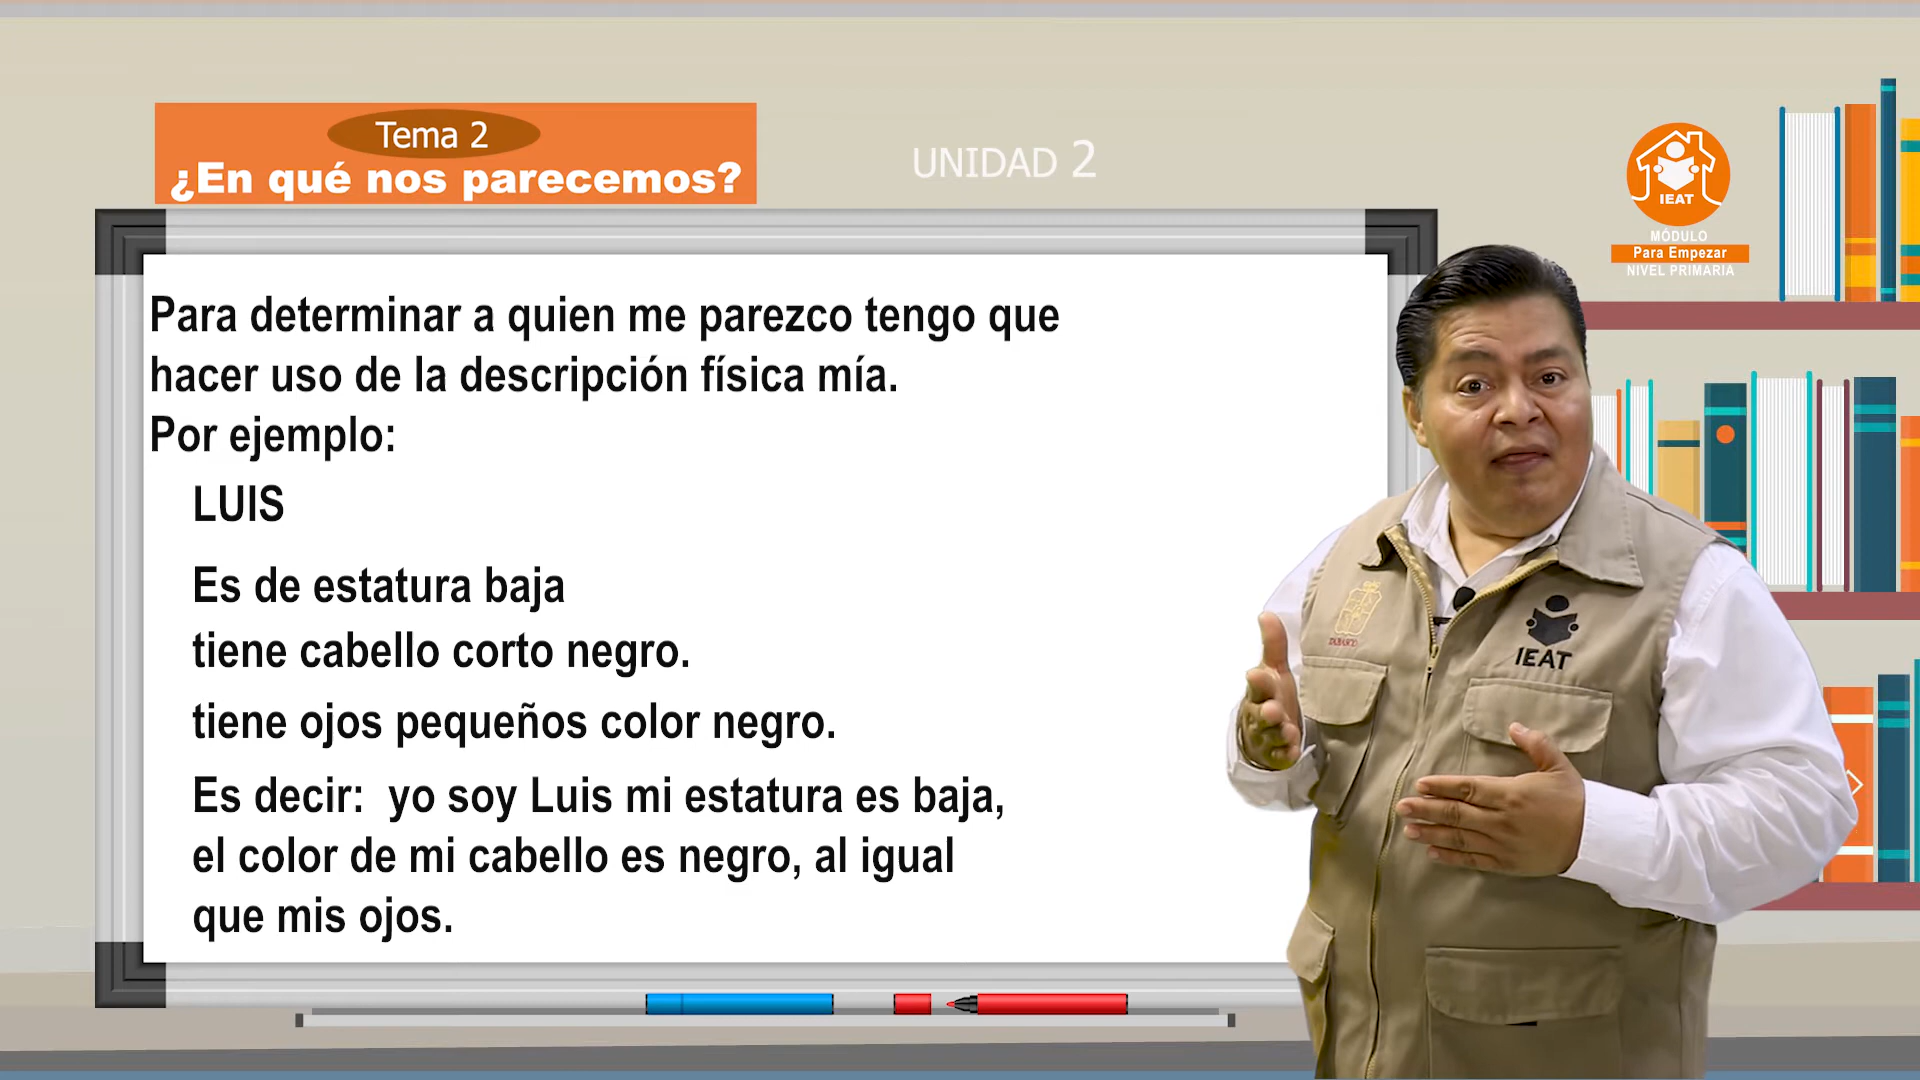 Tema 2
¿En qué nos parecemos?
UNIDAD 2
IEAT
MÓDULO
Para Empezar
NIVEL PRIMARIA
Para determinar a quien me parezco tengo que
hacer uso de la descripción física mía.
Por ejemplo:
LUIS
Es de estatura baja
tiene cabello corto negro.
tiene ojos pequeños color negro.
Es decir:  yo soy Luis mi estatura es baja,
el color de mi cabello es negro, al igual
que mis ojos.
TABASCO
IEAT